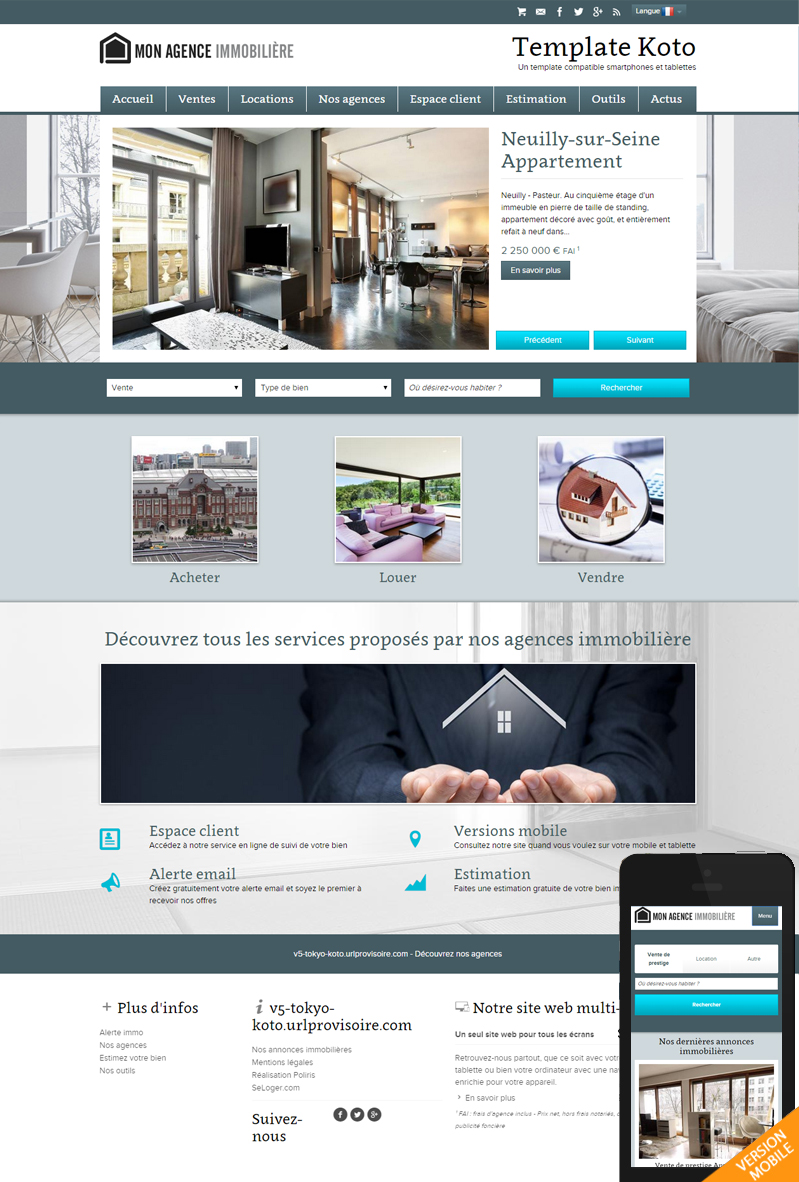 Langue
MON AGENCE IMMOBILIÈRE
Template Koto
Un template compatible smartphones et tablettes
Accueil
Ventes
Locations
Nos agences
Espace client
Estimation
Outils
Actus
Neuilly-sur-Seine
Appartement
Neuilly - Pasteur. Au cinquième étage d'un
immeuble en pierre de taille de standing,
appartement décoré avec goût, et entièrement
refait à neuf dans...
2 250 000 € FAI 1
En savoir plus
Précédent
Suivant
Vente
Type de bien
Où désirez-vous habiter ?
Rechercher
Acheter
Louer
Vendre
Découvrez tous les services proposés par nos agences immobilière
Espace client
Accédez à notre service en ligne de suivi de votre bien
Versions mobile
Consultez notre site quand vous voulez sur votre mobile et tablette
Alerte email
Créez gratuitement votre alerte email et soyez le premier à
recevoir nos offres
Estimation
Faites une estimation gratuite de votre bien
v5-tokyo-koto.urlprovisoire.com - Découvrez nos agences
Plus d'infos
Alerte immo
Nos agences
Estimez votre bien
Nos outils
v5-tokyo-
koto.urlprovisoire.com
Nos annonces immobilières
Mentions légales
Réalisation Poliris
SeLoger.com
Suivez-
nous
Notre site web multi-
Un seul site web pour tous les écrans
Retrouvez-nous partout, que ce soit avec
tablette ou bien votre ordinateur avec une
enrichie pour votre appareil.
En savoir plus
1 FAI : frais d'agence inclus - Prix net, hors frais notariés,
publicité foncière
MON AGENCE IMMOBILIÈRE
Menu
Vente de
prestige
Location
Autre
Où désirez-vous habiter ?
Rechercher
Nos dernières annonces
immobilières
Vente de prestige
VERSION
MOBILE